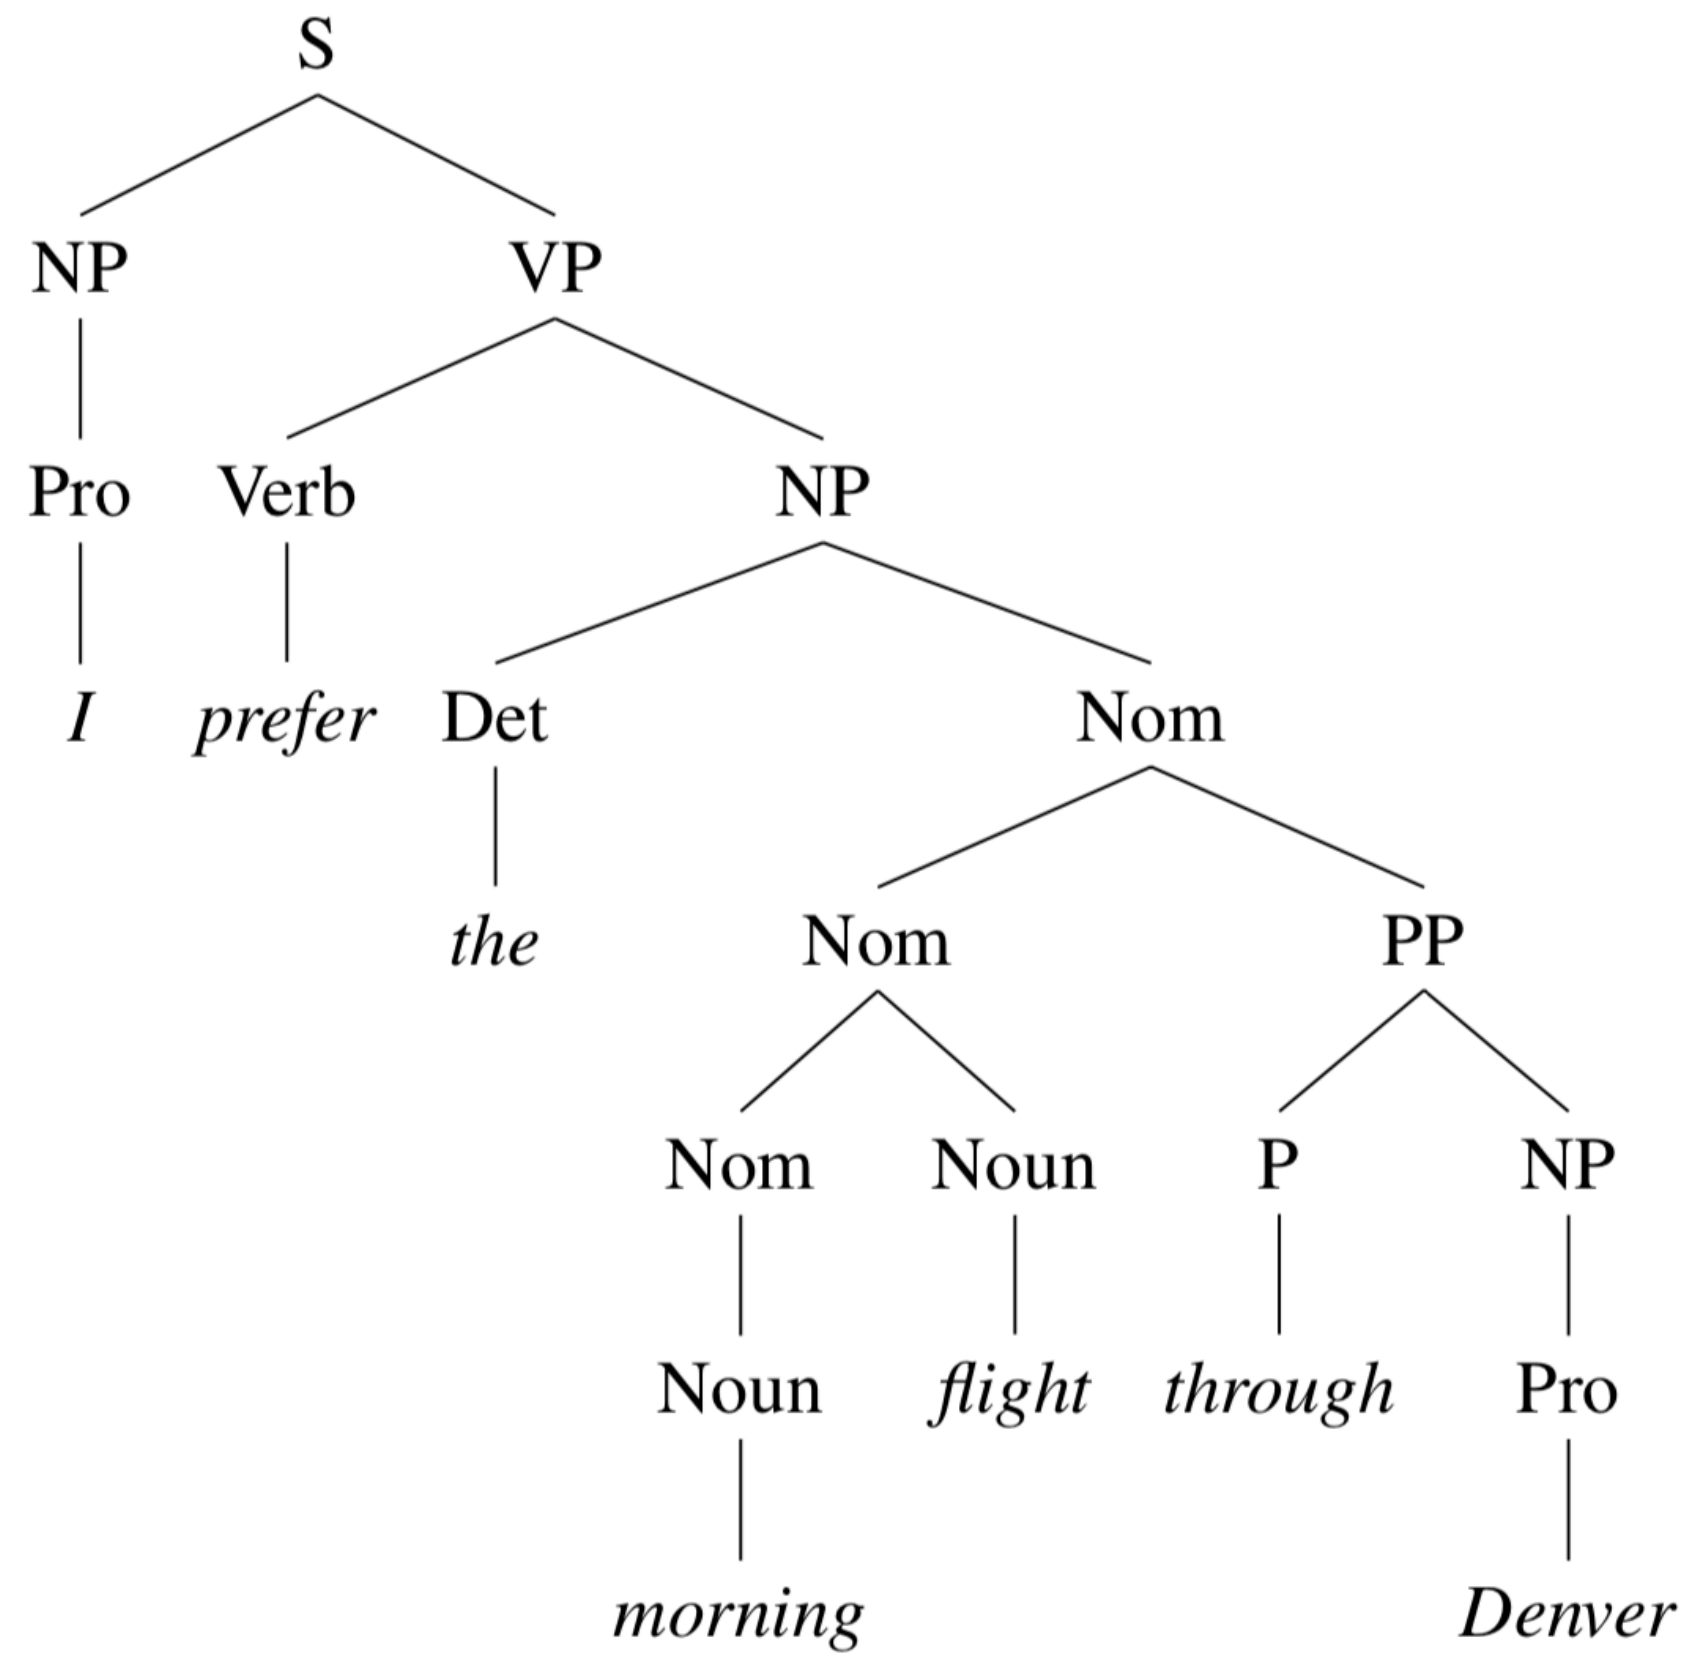 S
NP VP
Pro Verb NP
I prefer Det Nom
the Nom PP
Nom Noun P NP
Noun flight through Pro
morning Denver